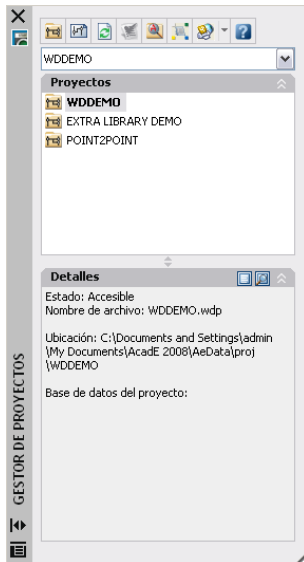 WDDEMO
Proyectos
WDDEMO
EXTRA LIBRARY DEMO
POINT2POINT
Detalles
Estado: Accesible
Nombre de archivo: WDDEMO.wdp
Ubicación: C:\Documents and Settings\admin
\My Documents\AcadE 2008\AeData\proj
\WDDEMO
Base de datos del proyecto:
GESTOR DE PROYECTOS